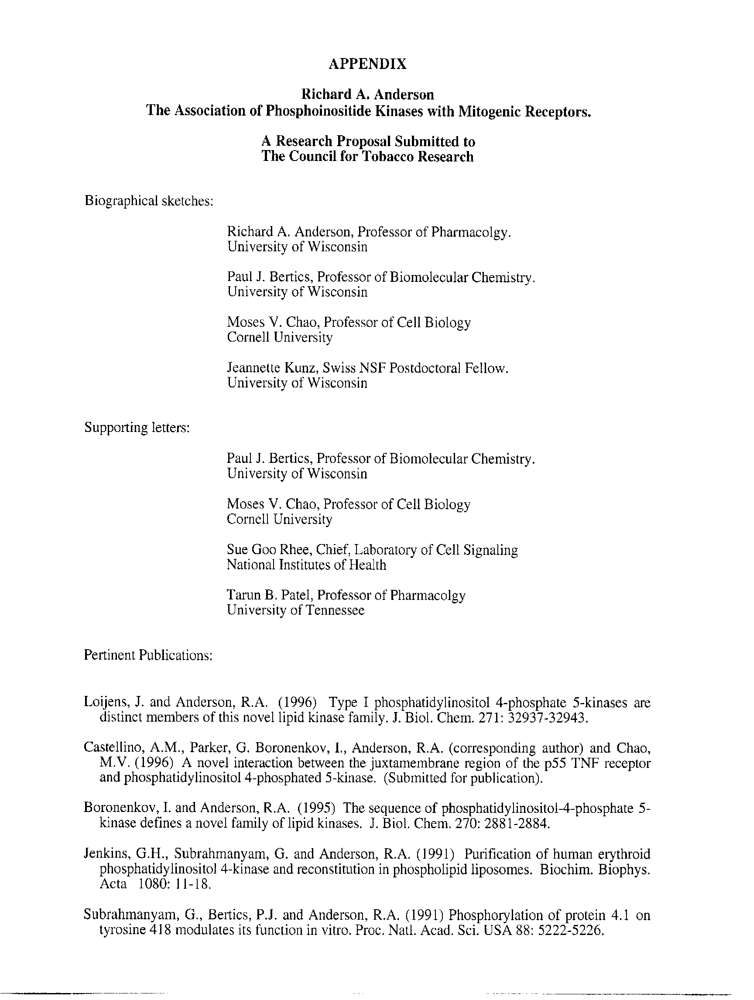 APPENDIX
Richard A. Anderson
The Association of Phosphoinositide Kinases with Mitogenic Receptors.
A Research Proposal Submitted to
The Council for Tobacco Research
Biographical sketches:
Richard A. Anderson, Professor of Pharmacolgy.
University of Wisconsin
Paul J. Bertics, Professor of Biomolecular Chemistry.
University of Wisconsin
Moses V. Chao, Professor of Cell Biology
Cornell University
Jeannette Kunz, Swiss NSF Postdoctoral Fellow.
University of Wisconsin
Supporting letters:
Paul J. Bertics, Professor of Biomolecular Chemistry.
University of Wisconsin
Moses V. Chao, Professor of Cell Biology
Cornell University
Sue Goo Rhee, Chief, Laboratory of Cell Signaling
National Institutes of Health
Tarun B. Patel, Professor of Pharmacolgy
University of Tennessee
Pertinent Publications:
Loijens, J. and Anderson, R.A. (1996) Type I phosphatidylinositol 4-phosphate 5-kinases are
distinct members of this novel lipid kinase family. J. Biol. Chem. 271: 32937-32943.
Castellino, A.M., Parker, G. Boronenkov, I., Anderson, R.A. (corresponding author) and Chao,
M.V. (1996) A novel interaction between the juxtamembrane region of the p55 TNF receptor
and phosphatidylinositol 4-phosphated 5-kinase. (Submitted for publication).
Boronenkov, I. and Anderson, R.A. (1995) The sequence of phosphatidylinositol-4-phosphate 5-
kinase defines a novel family of lipid kinases. J. Biol. Chem. 270: 2881-2884.
Jenkins, G.H., Subrahmanyam, G. and Anderson, R.A. (1991) Purification of human erythroid
phosphatidylinositol 4-kinase and reconstitution in phospholipid liposomes. Biochim. Biophys.
Acta 1080: 11-18.
Subrahmanyam, G., Bertics, P.J. and Anderson, R.A. (1991) Phosphorylation of protein 4.1 on
tyrosine 418 modulates its function in vitro. Proc. Natl. Acad. Sci. USA 88: 5222-5226.